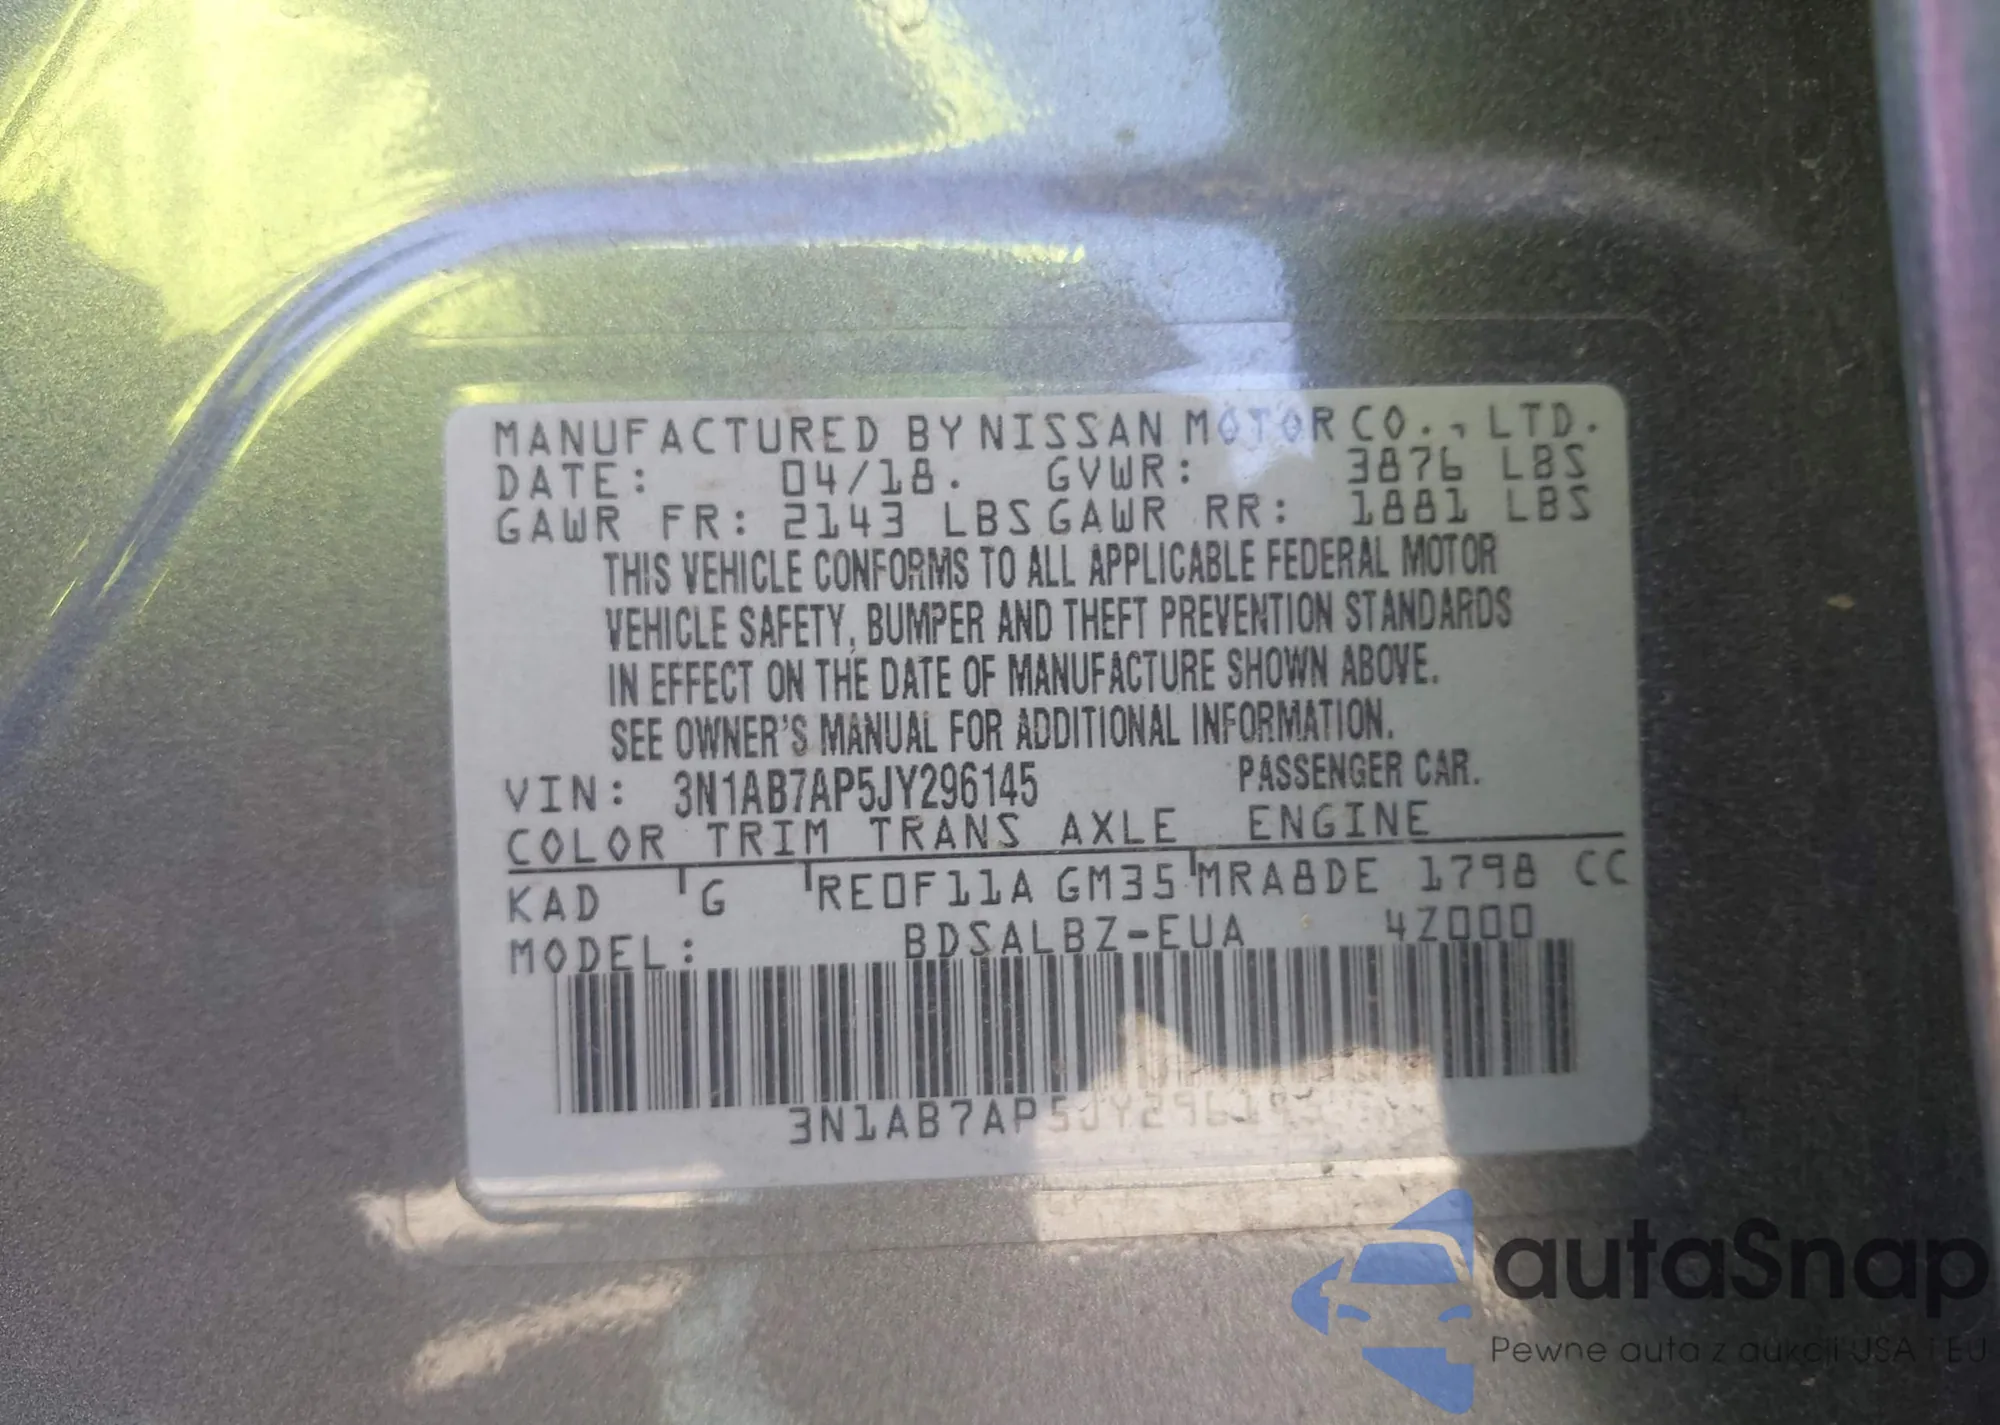 MANUFACTURED BY NISSAN MOTOR CO., LTD.
DATE: 04/18. GVWR: 3876 LBS
GAWR FR: 2143 LBS GAWR RR: 1881 LBS
THIS VEHICLE CONFORMS TO ALL APPLICABLE FEDERAL MOTOR
VEHICLE SAFETY, BUMPER AND THEFT PREVENTION STANDARDS
IN EFFECT ON THE DATE OF MANUFACTURE SHOWN ABOVE.
SEE OWNER'S MANUAL FOR ADDITIONAL INFORMATION.
VIN: 3N1AB7AP5JY296145 PASSENGER CAR.
COLOR TRIM TRANS AXLE ENGINE
KAD G RE0F11A GM35 MRA8DE 1798 CC
MODEL: BDSALBZ-EUA 4Z000
3N1AB7AP5JY296145
autaSnap
Pewne auta z aukcji USA i EU